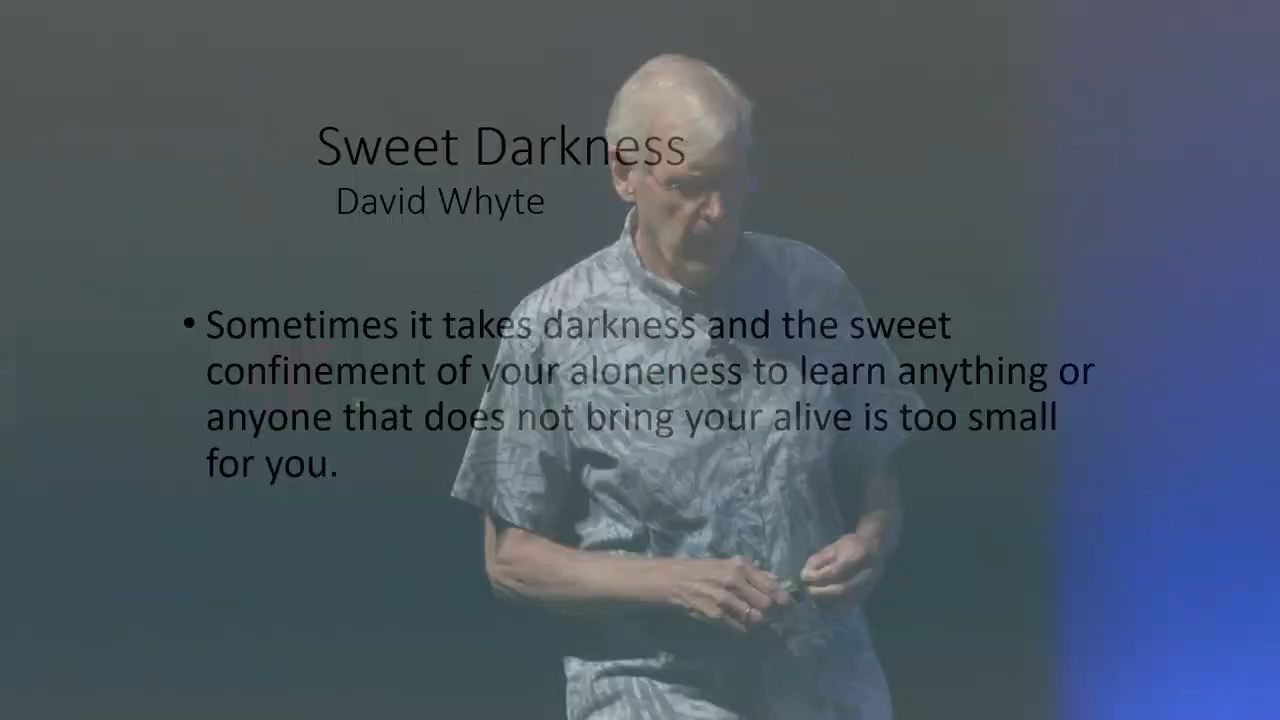 Sweet Darkness
David Whyte
• Sometimes it takes darkness and the sweet
confinement of your aloneness to learn anything or
anyone that does not bring your alive is too small
for you.